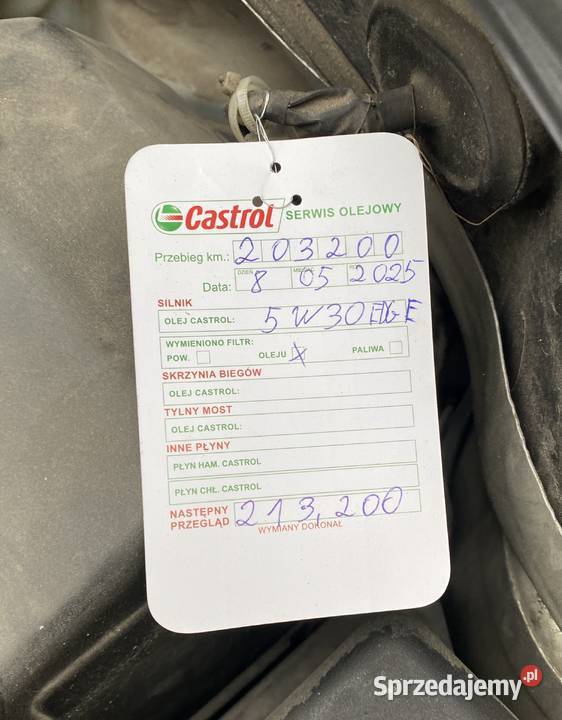 Castrol SERWIS OLEJOWY
Przebieg km.: 203200
DZIEŃ MIESIĄC ROK
Data: 8 05 2025
SILNIK
OLEJ CASTROL: 5W30 EDGE
WYMIENIONO FILTR:
POW. OLEJU X PALIWA
SKRZYNIA BIEGÓW
OLEJ CASTROL:
TYLNY MOST
OLEJ CASTROL:
INNE PŁYNY
PŁYN HAM. CASTROL
PŁYN CHŁ. CASTROL
NASTĘPNY
PRZEGLĄD 213,200
WYMIANY DOKONAŁ
Sprzedajemy.pl